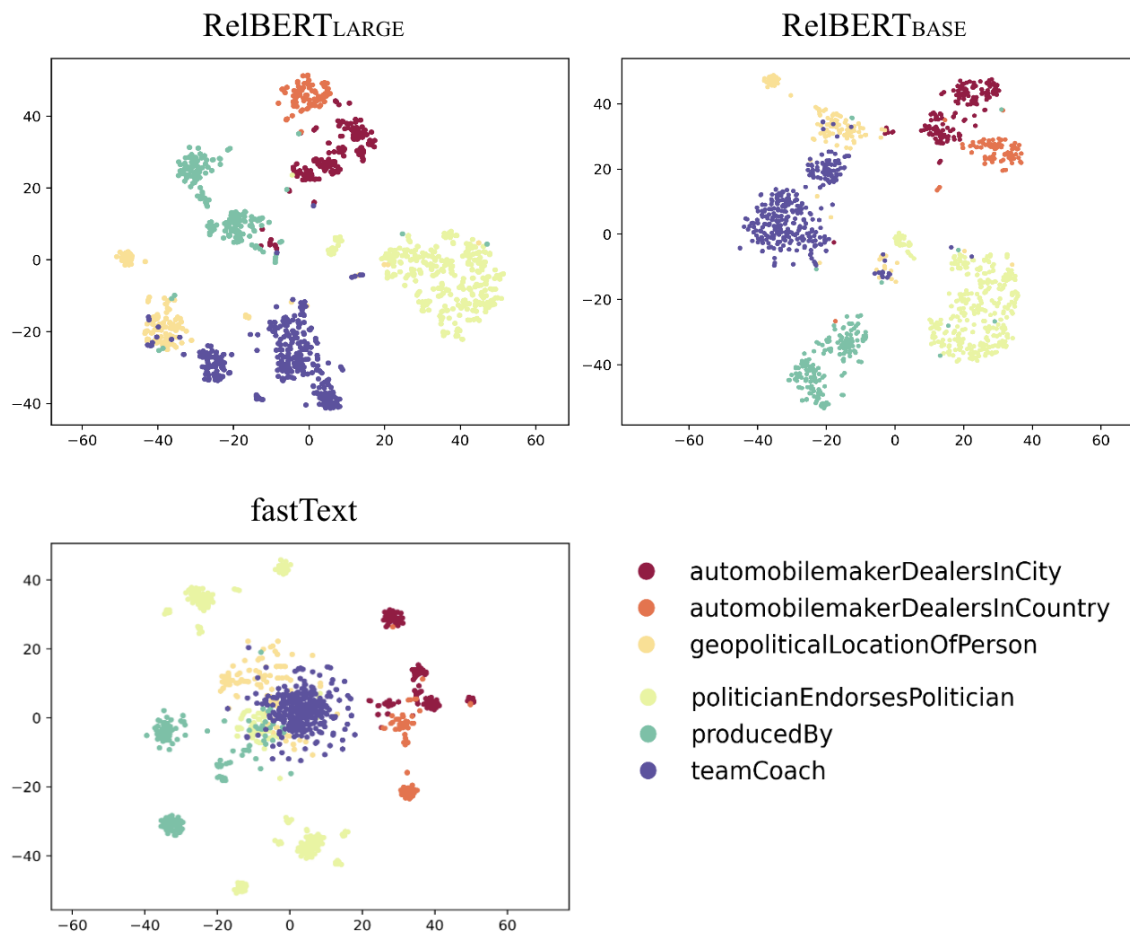 RelBERTLARGE
40
20
0
−20
−40
−60 −40 −20 0 20 40 60
RelBERTBASE
40
20
0
−20
−40
−60 −40 −20 0 20 40 60
fastText
40
20
0
−20
−40
−60 −40 −20 0 20 40 60
automobilemakerDealersInCity
automobilemakerDealersInCountry
geopoliticalLocationOfPerson
politicianEndorsesPolitician
producedBy
teamCoach